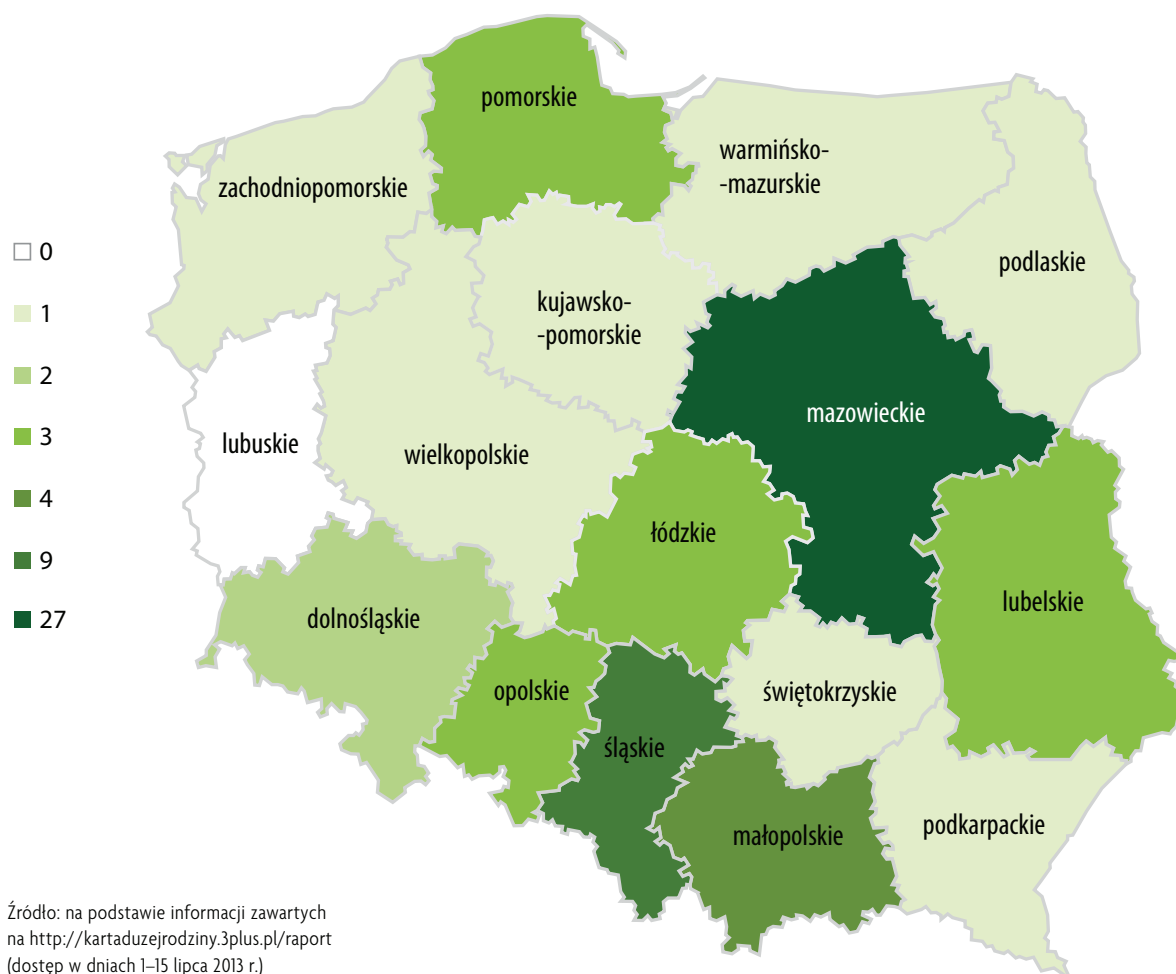 pomorskie
warmińsko-
-mazurskie
zachodniopomorskie
podlaskie
kujawsko-
-pomorskie
mazowieckie
lubuskie
wielkopolskie
łódzkie
lubelskie
dolnośląskie
opolskie
świętokrzyskie
śląskie
małopolskie
podkarpackie
0
1
2
3
4
9
27
Źródło: na podstawie informacji zawartych
na http://kartaduzejrodziny.3plus.pl/raport
(dostęp w dniach 1–15 lipca 2013 r.)